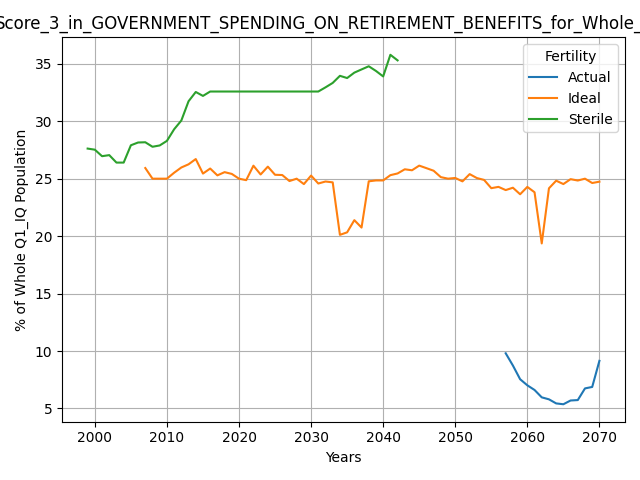 Score_3_in_GOVERNMENT_SPENDING_ON_RETIREMENT_BENEFITS_for_Whole_
Fertility
Actual
Ideal
Sterile
35
30
25
20
15
10
5
% of Whole Q1_IQ Population
2000 2010 2020 2030 2040 2050 2060 2070
Years